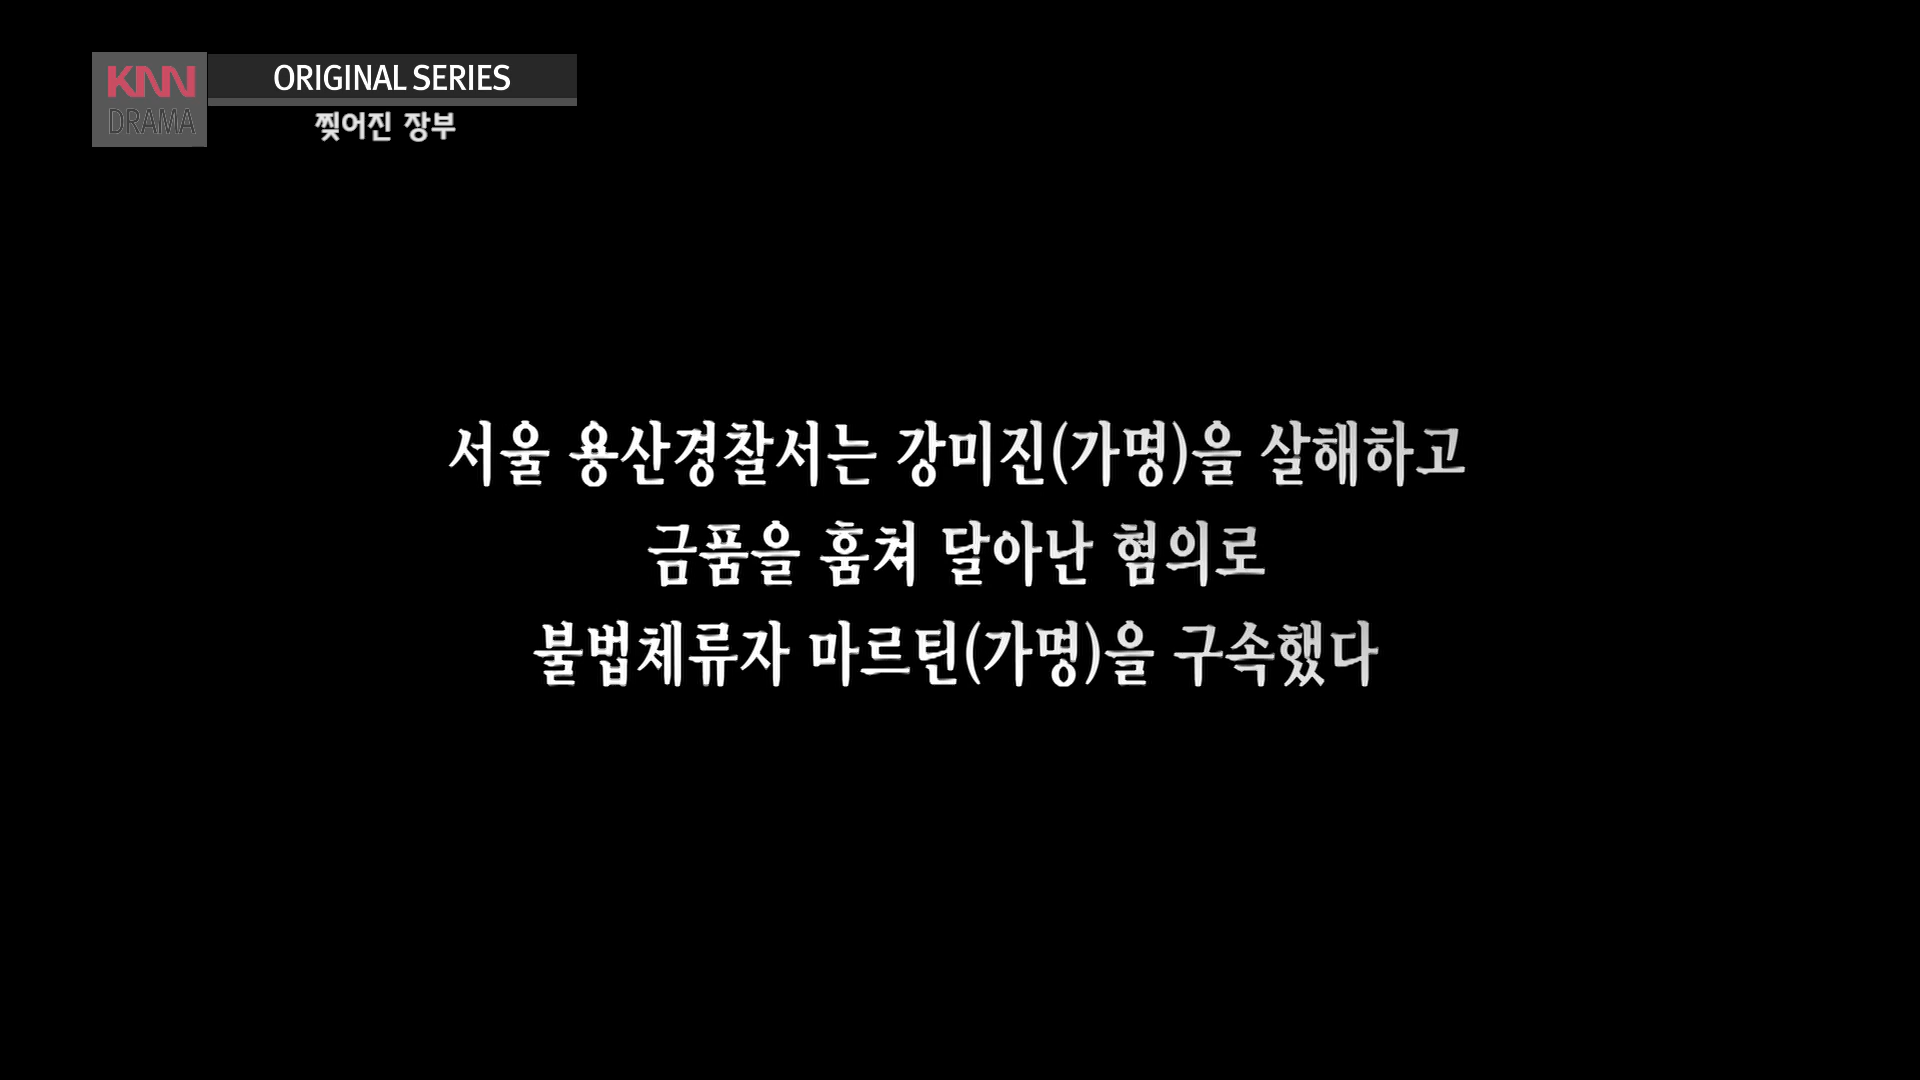 KNN
DRAMA
ORIGINAL SERIES
찢어진 장부
서울 용산경찰서는 강미진(가명)을 살해하고
금품을 훔쳐 달아난 혐의로
불법체류자 마르틴(가명)을 구속했다